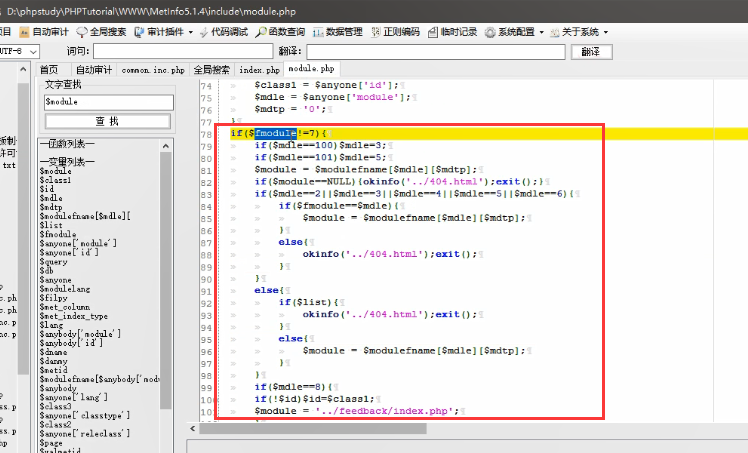 D:\phpstudy\PHPTutorial\WWW\MetInfo5.1.4\include\module.php
项目 自动审计 全局搜索 审计插件 代码调试 函数查询 数据管理 正则编码 临时记录 系统配置 关于系统
UTF-8 词句: 翻译: 翻译
首页 自动审计 common.inc.php 全局搜索 index.php module.php
文字查找
$module
查 找
—函数列表—
—变量列表—
$module
$class1
$id
$mdle
$mdtp
$modulefname[$mdle][
$list
$fmodule
$anyone['module']
$anyone['id']
$query
$db
$anyone
$modulelang
$filpy
$met_column
$met_index_type
$lang
$anybody['module']
$anybody['id']
$dname
$danmy
$metid
$modulefname[$anybody['modu
$anybody
$anyone['lang']
$class3
$anyone['classtype']
$class2
$anyone['releclass']
$page
74 $class1 = $anyone['id'];
75 $mdle = $anyone['module'];
76 $mdtp = '0';
77 }
78 if($fmodule!=7){
79 if($mdle==100)$mdle=3;
80 if($mdle==101)$mdle=5;
81 $module = $modulefname[$mdle][$mdtp];
82 if($module==NULL){okinfo('../404.html');exit();}
83 if($mdle==2||$mdle==3||$mdle==4||$mdle==5||$mdle==6){
84 if($fmodule==$mdle){
85 $module = $modulefname[$mdle][$mdtp];
86 }
87 else{
88 okinfo('../404.html');exit();
89 }
90 }
91 else{
92 if($list){
93 okinfo('../404.html');exit();
94 }
95 else{
96 $module = $modulefname[$mdle][$mdtp];
97 }
98 }
99 if($mdle==8){
100 if(!$id)$id=$class1;
101 $module = '../feedback/index.php';